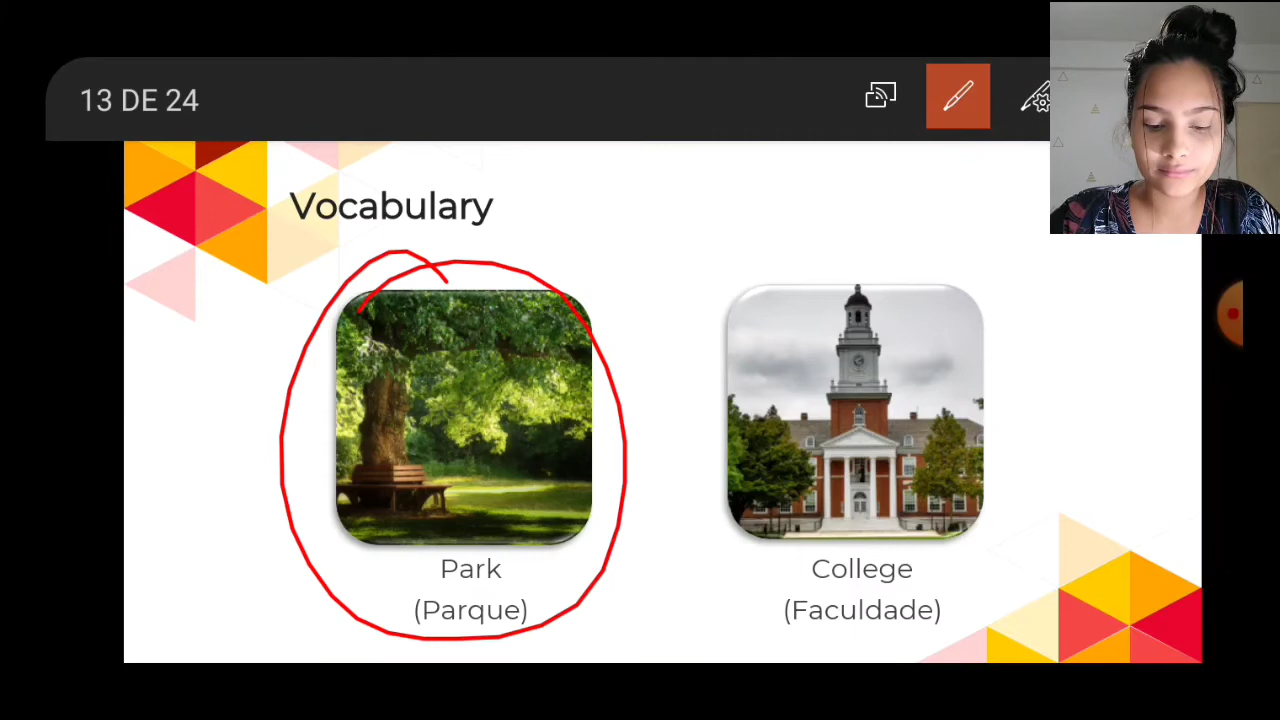 13 DE 24
Vocabulary
Park
(Parque)
College
(Faculdade)